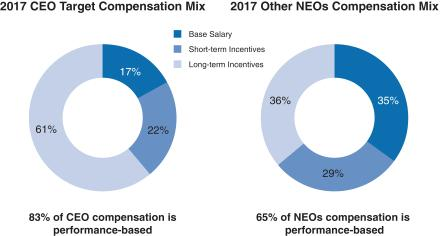 2017 CEO Target Compensation Mix
2017 Other NEOs Compensation Mix
Base Salary
Short-term Incentives
Long-term Incentives
17%
22%
61%
35%
29%
36%
83% of CEO compensation is
performance-based
65% of NEOs compensation is
performance-based